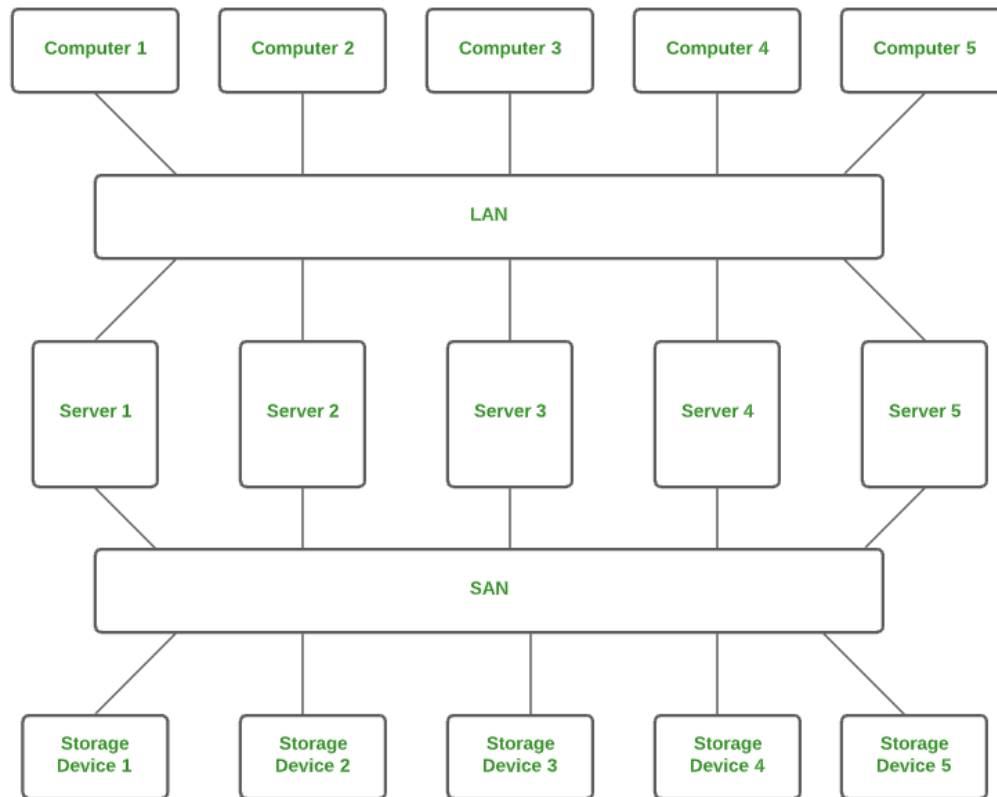 Computer 1
Computer 2
Computer 3
Computer 4
Computer 5
LAN
Server 1
Server 2
Server 3
Server 4
Server 5
SAN
Storage
Device 1
Storage
Device 2
Storage
Device 3
Storage
Device 4
Storage
Device 5